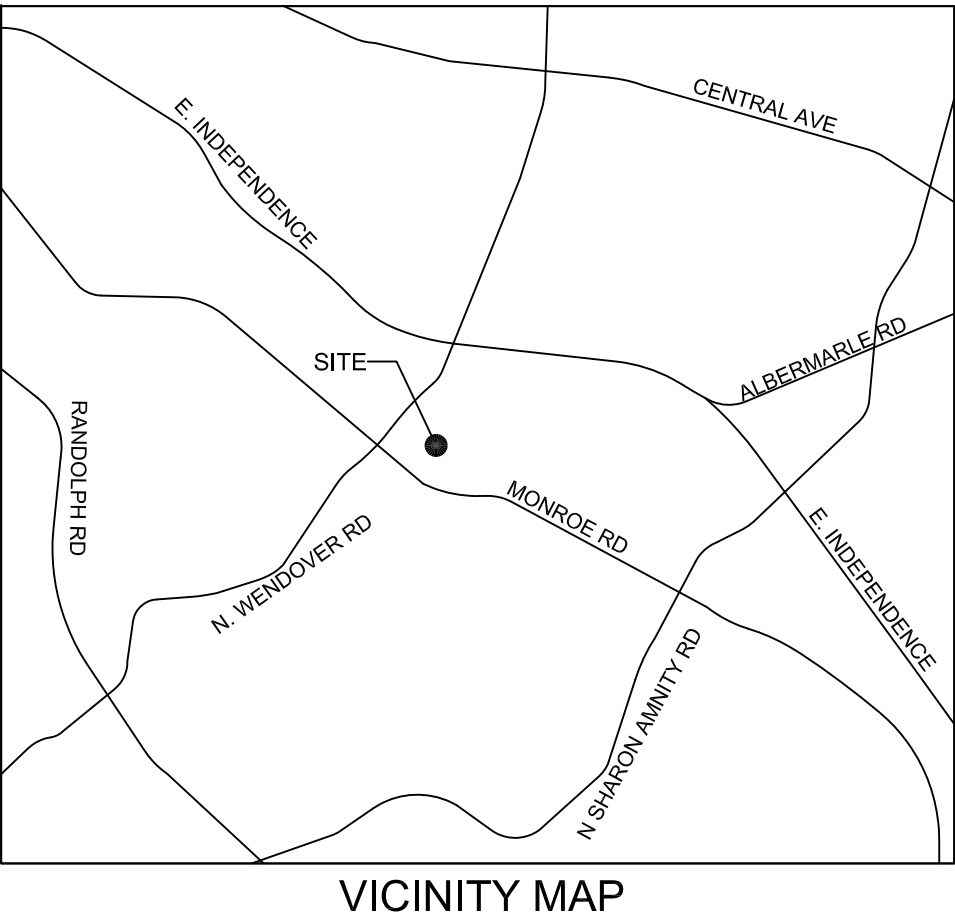 CENTRAL AVE
E. INDEPENDENCE
ALBERMARLE RD
SITE
RANDOLPH RD
MONROE RD
N. WENDOVER RD
E. INDEPENDENCE
N SHARON AMNITY RD
VICINITY MAP